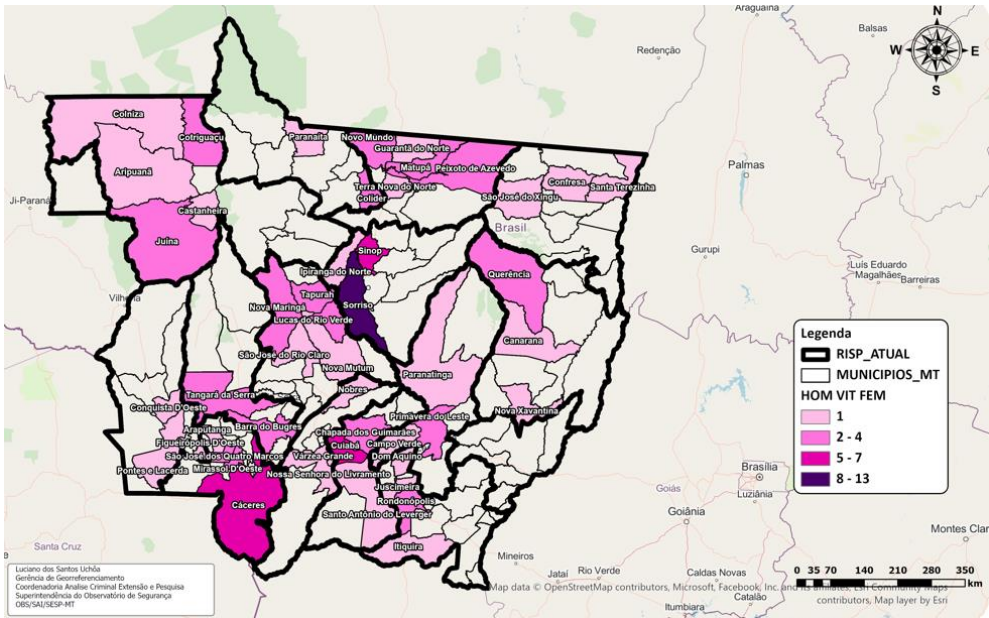 Araguaína
Balsas
N
W
E
S
Redenção
Colniza
Cotriguaçu
Paranaíta
Novo Mundo
Guarantã do Norte
Matupá
Peixoto de Azevedo
Aripuanã
Terra Nova do Norte
Colíder
Confresa
Santa Terezinha
São José do Xingu
Palmas
Ji-Paraná
Castanheira
Juína
Brasil
Sinop
Gurupi
Ipiranga do Norte
Querência
Luís Eduardo
Magalhães
Barreiras
Tapurah
Sorriso
Nova Maringá
Lucas do Rio Verde
Canarana
São José do Rio Claro
Nova Mutum
Paranatinga
Nobres
Tangará da Serra
Conquista D'Oeste
Nova Xavantina
Primavera do Leste
Barra do Bugres
Araputanga
Chapada dos Guimarães
Figueirópolis D'Oeste
Cuiabá
Campo Verde
São José dos Quatro Marcos
Várzea Grande
Dom Aquino
Mirassol D'Oeste
Pontes e Lacerda
Nossa Senhora do Livramento
Juscimeira
Cáceres
Rondonópolis
Santo Antônio do Leverger
Itiquira
Legenda
RISP_ATUAL
MUNICIPIOS_MT
HOM VIT FEM
1
2 - 4
5 - 7
8 - 13
Brasília
Goiás
Luziânia
Goiânia
Santa Cruz
Mineiros
Montes Clar
Jataí
Rio Verde
Caldas Novas
Catalão
Itumbiara
0 35 70 140 210 280 350
km
Luciano dos Santos Uchôa
Gerência de Georreferenciamento
Coordenadoria Analise Criminal Extensão e Pesquisa
Superintendência do Observatório de Segurança
OBS/SAI/SESP-MT
Map data © OpenStreetMap contributors, Microsoft, Facebook, Inc. and its affiliates, Esri Community Maps
contributors, Map layer by Esri